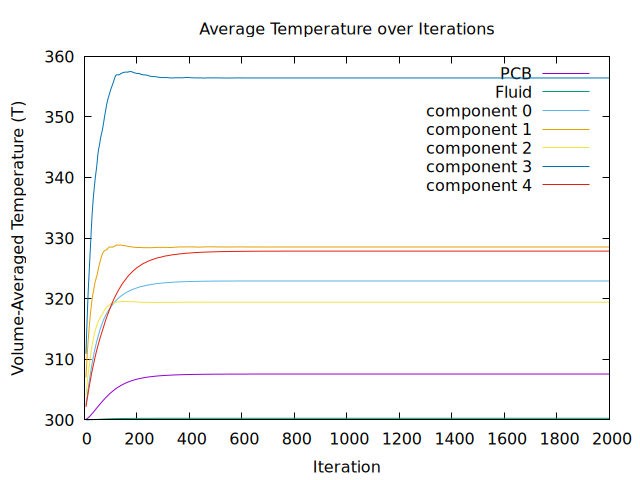 Average Temperature over Iterations
360
350
340
330
320
310
300
Volume-Averaged Temperature (T)
PCB
Fluid
component 0
component 1
component 2
component 3
component 4
0 200 400 600 800 1000 1200 1400 1600 1800 2000
Iteration